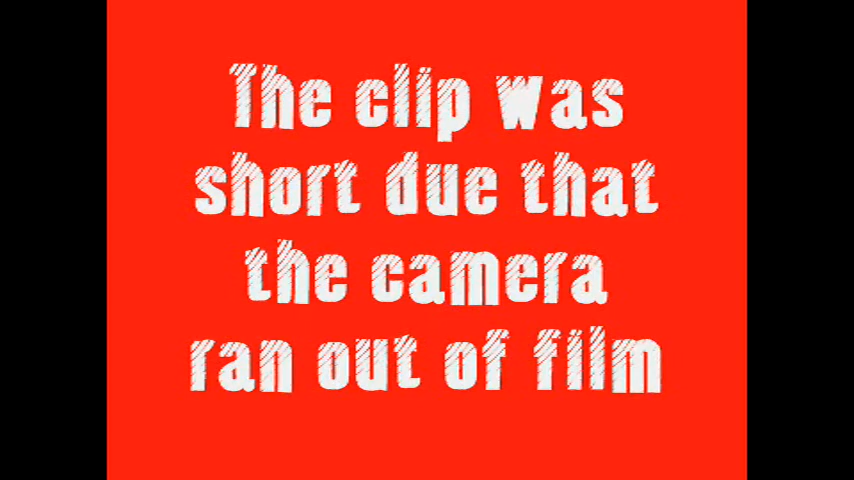 The clip was
short due that
the camera
ran out of film